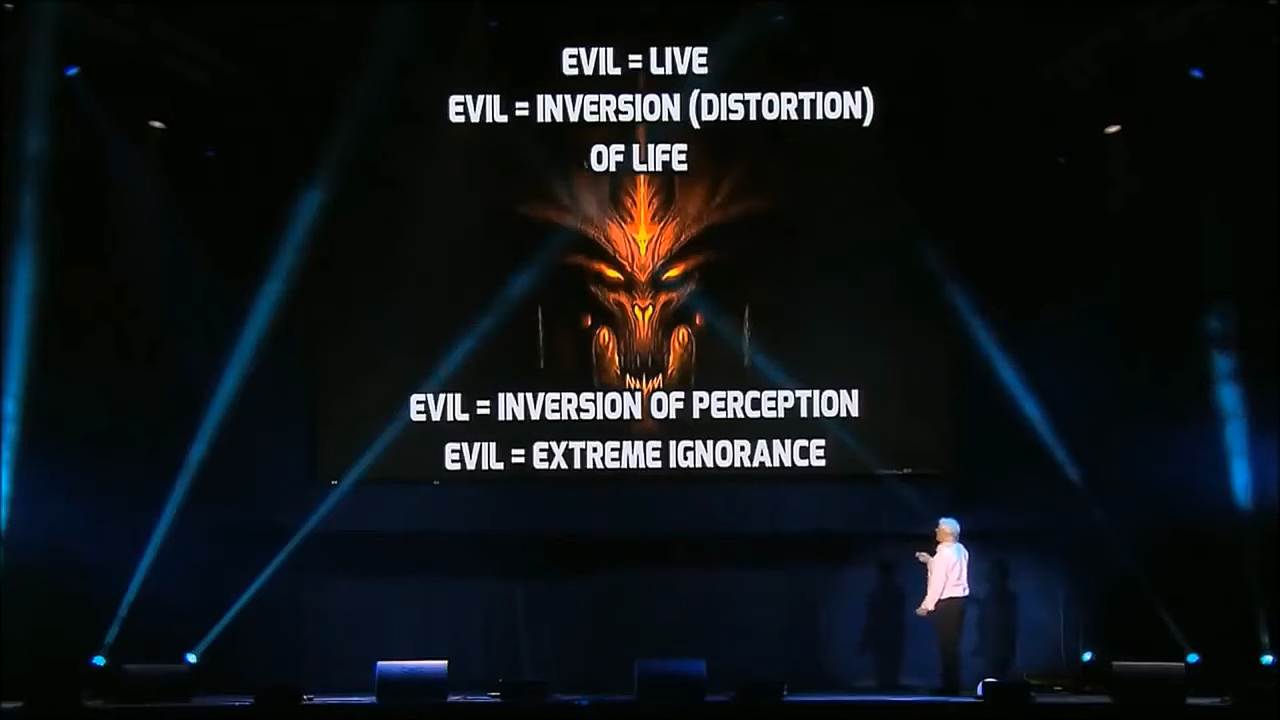 EVIL = LIVE
EVIL = INVERSION (DISTORTION)
OF LIFE
EVIL = INVERSION OF PERCEPTION
EVIL = EXTREME IGNORANCE